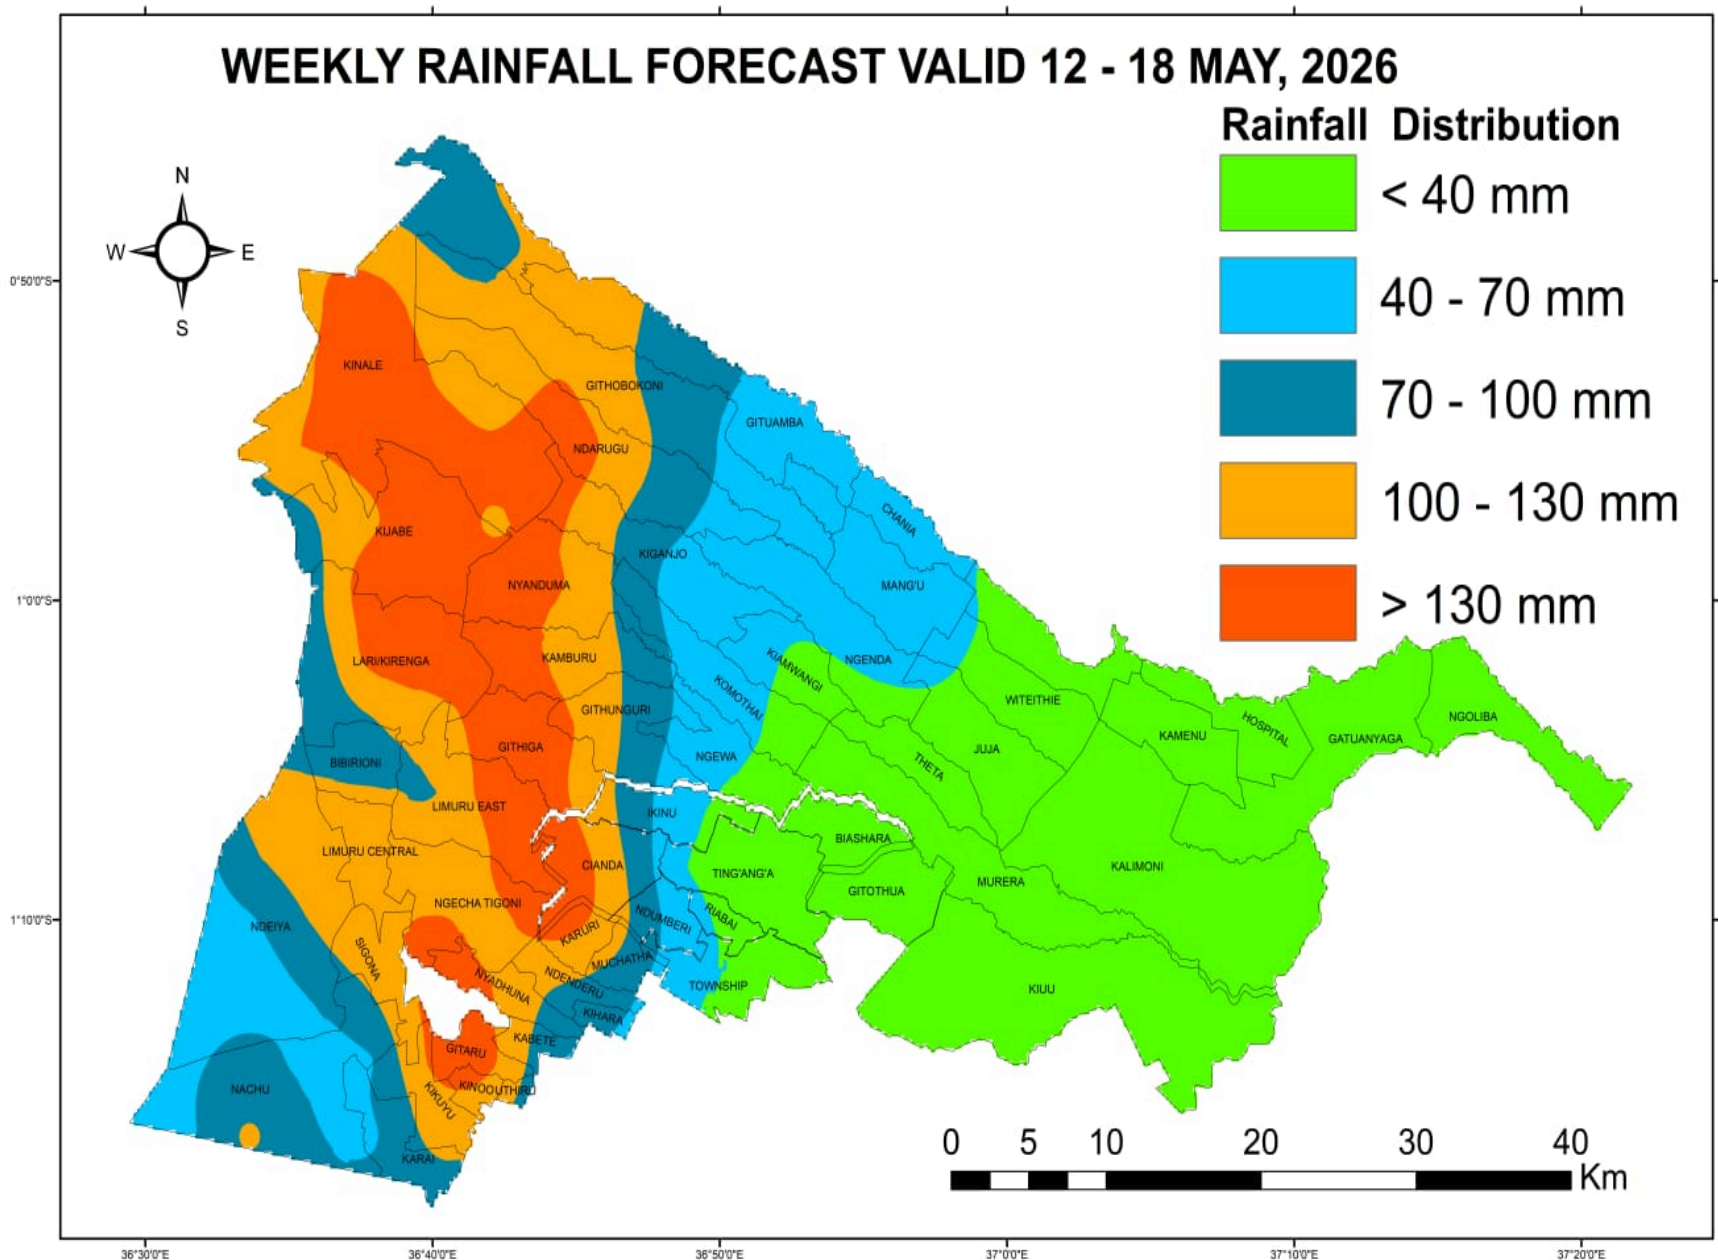 WEEKLY RAINFALL FORECAST VALID 12 - 18 MAY, 2026
Rainfall Distribution
< 40 mm
40 - 70 mm
70 - 100 mm
100 - 130 mm
> 130 mm
N
W
E
S
0°50'0"S
1°0'0"S
1°10'0"S
KINALE
GITHOBOKONI
GITUAMBA
NDARUGU
CHANIA
KIJABE
KIGANJO
NYANDUMA
MANG'U
LARI/KIRENGA
KAMBURU
KIAMWANGI
NGENDA
KOMOTHAI
WITEITHIE
GITHUNGURI
HOSPITAL
NGOLIBA
KAMENU
GATUANYAGA
GITHIGA
JUJA
NGEWA
BIBIRIONI
THETA
LIMURU EAST
IKINU
BIASHARA
LIMURU CENTRAL
CIANDA
TING'ANG'A
KALIMONI
MURERA
GITOTHUA
NGECHA TIGONI
NDUMBERI
RIABAI
NDEIYA
KARURI
SIGONA
MUCHATHA
NYADHUNA
NDENDERU
TOWNSHIP
KIUU
KIHARA
KABETE
GITARU
NACHU
KINOOUTHIRU
KIKUYU
KARAI
0 5 10 20 30 40
Km
36°30'0"E 36°40'0"E 36°50'0"E 37°0'0"E 37°10'0"E 37°20'0"E